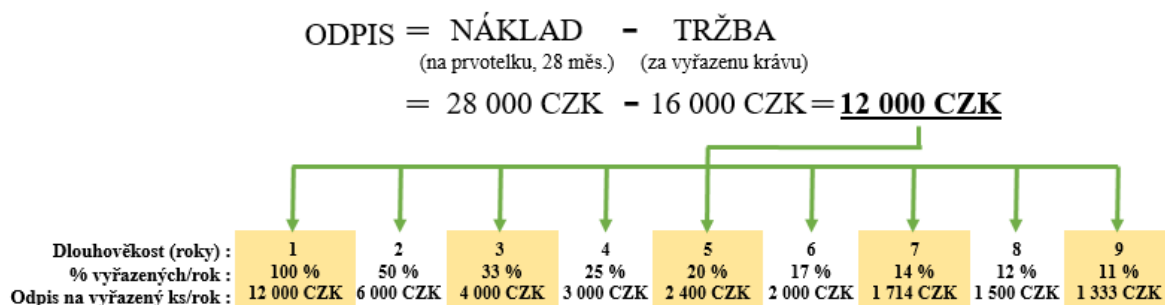 ODPIS = NÁKLAD - TRŽBA
(na prvotelku, 28 měs.) (za vyřazenu krávu)
= 28 000 CZK - 16 000 CZK = 12 000 CZK
Dlouhověkost (roky) : 1 2 3 4 5 6 7 8 9
% vyřazených/rok : 100 % 50 % 33 % 25 % 20 % 17 % 14 % 12 % 11 %
Odpis na vyřazený ks/rok : 12 000 CZK 6 000 CZK 4 000 CZK 3 000 CZK 2 400 CZK 2 000 CZK 1 714 CZK 1 500 CZK 1 333 CZK